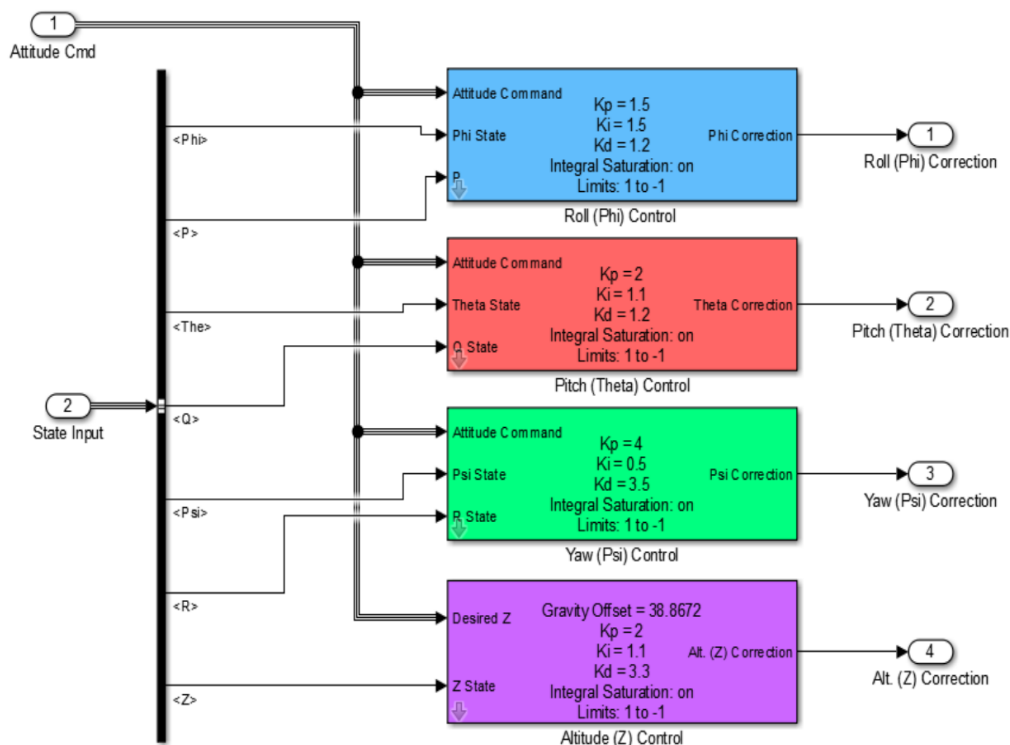 1
Attitude Cmd
<Phi>
<P>
<The>
<Q>
2
State Input
<Psi>
<R>
<Z>
Attitude Command
Phi State
P
Kp = 1.5
Ki = 1.5
Kd = 1.2
Integral Saturation: on
Limits: 1 to -1
Phi Correction
Roll (Phi) Control
1
Roll (Phi) Correction
Attitude Command
Theta State
Q State
Kp = 2
Ki = 1.1
Kd = 1.2
Integral Saturation: on
Limits: 1 to -1
Theta Correction
Pitch (Theta) Control
2
Pitch (Theta) Correction
Attitude Command
Psi State
R State
Kp = 4
Ki = 0.5
Kd = 3.5
Integral Saturation: on
Limits: 1 to -1
Psi Correction
Yaw (Psi) Control
3
Yaw (Psi) Correction
Desired Z
Z State
Gravity Offset = 38.8672
Kp = 2
Ki = 1.1
Kd = 3.3
Integral Saturation: on
Limits: 1 to -1
Alt. (Z) Correction
Altitude (Z) Control
4
Alt. (Z) Correction